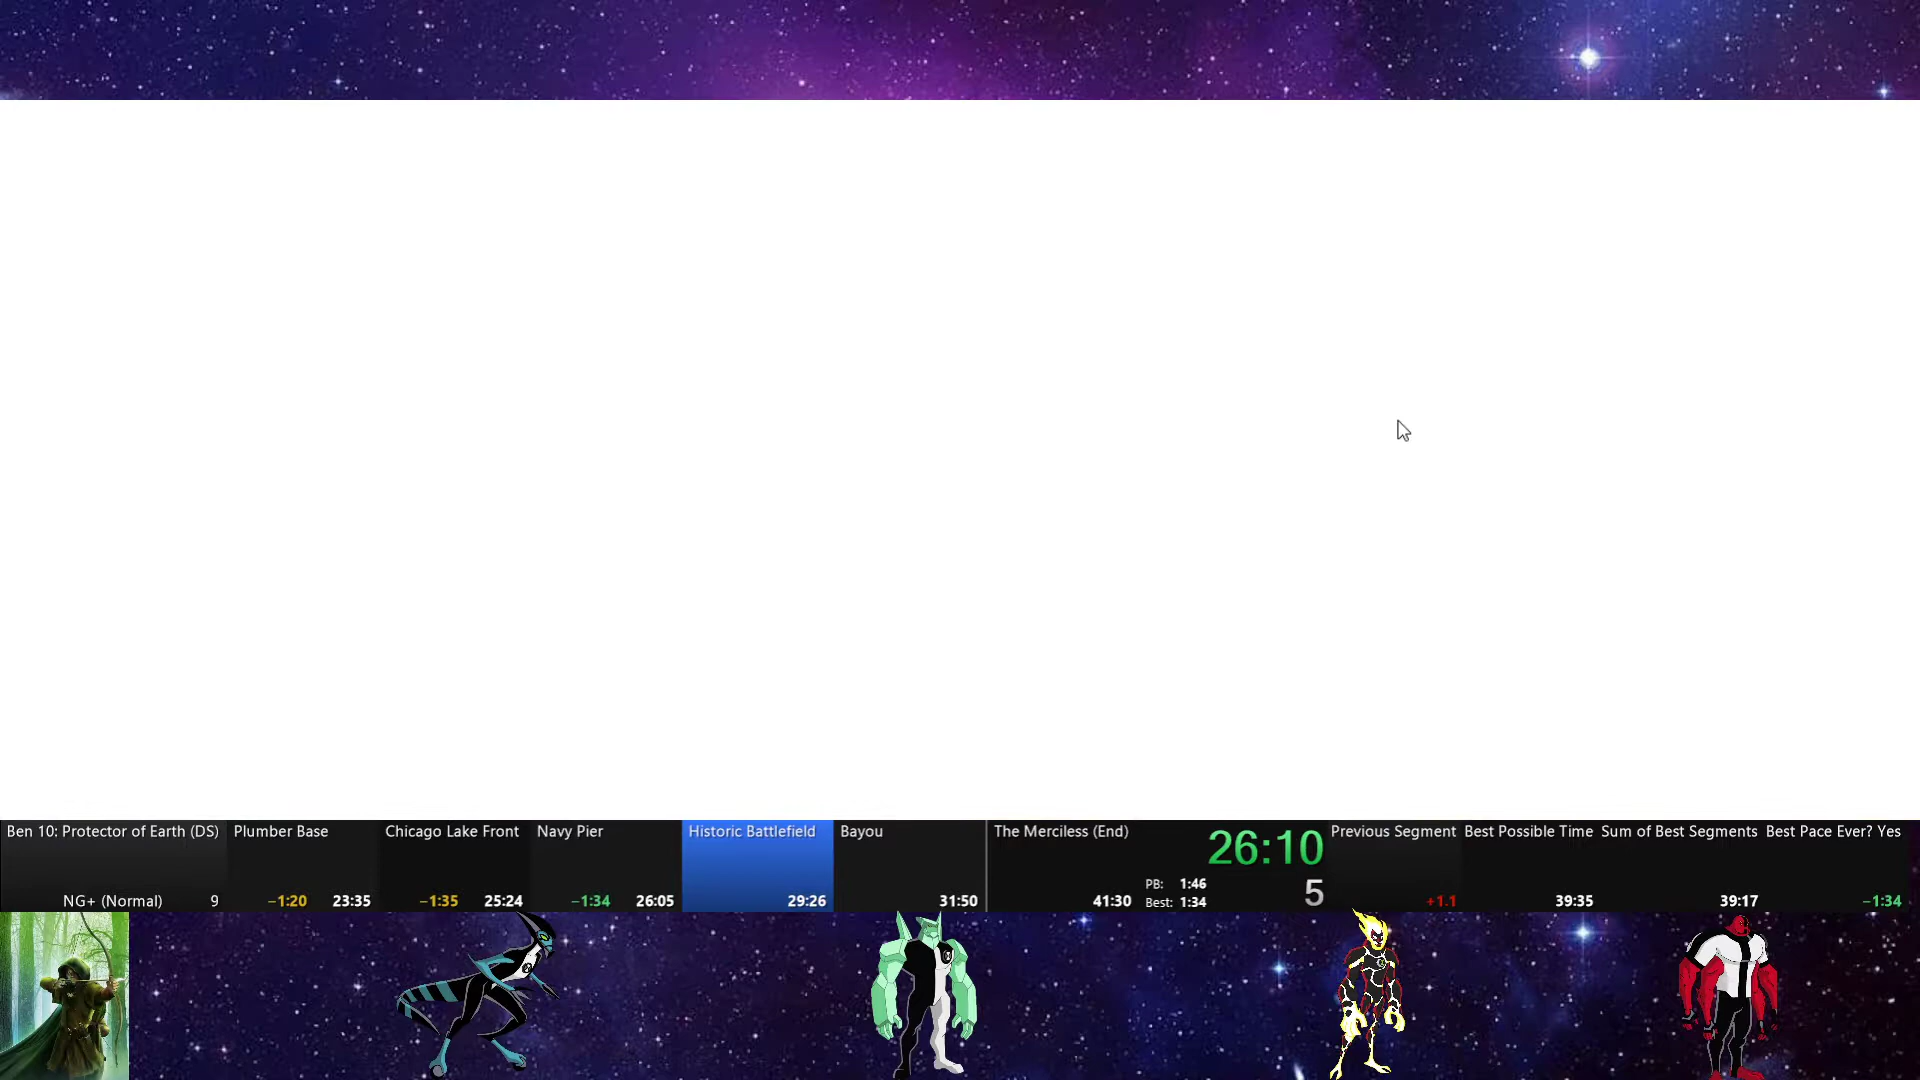 Ben 10: Protector of Earth (DS) Plumber Base Chicago Lake Front Navy Pier Historic Battlefield Bayou The Merciless (End) 26:10 Previous Segment Best Possible Time Sum of Best Segments Best Pace Ever? Yes
PB: 1:46 5
NG+ (Normal) 9 −1:20 23:35 −1:35 25:24 −1:34 26:05 29:26 31:50 41:30 Best: 1:34 +1.1 39:35 39:17 −1:34